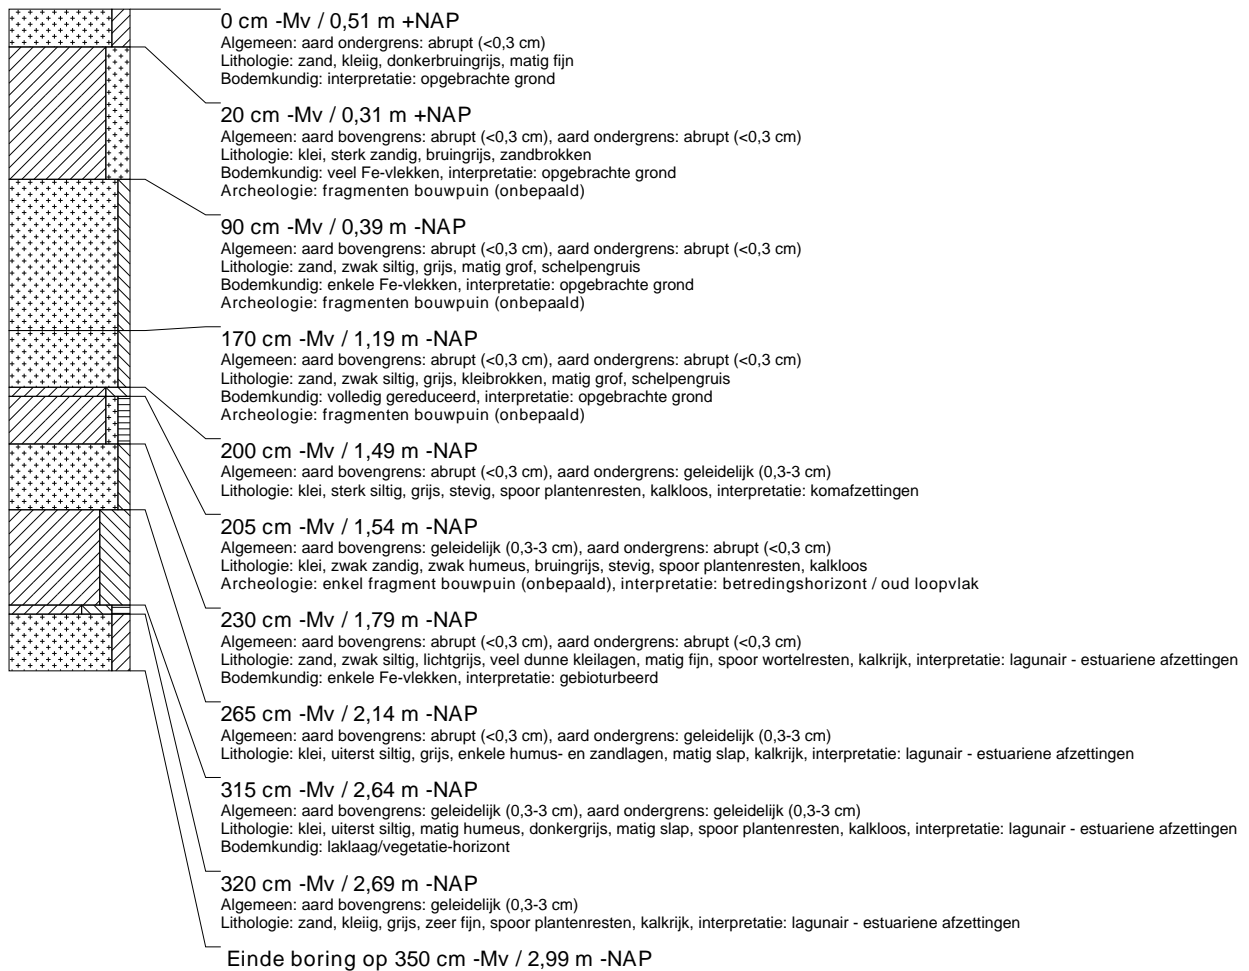 0 cm -Mv / 0,51 m +NAP
Algemeen: aard ondergrens: abrupt (<0,3 cm)
Lithologie: zand, kleiig, donkerbruingrijs, matig fijn
Bodemkundig: interpretatie: opgebrachte grond
20 cm -Mv / 0,31 m +NAP
Algemeen: aard bovengrens: abrupt (<0,3 cm), aard ondergrens: abrupt (<0,3 cm)
Lithologie: klei, sterk zandig, bruingrijs, zandbrokken
Bodemkundig: veel Fe-vlekken, interpretatie: opgebrachte grond
Archeologie: fragmenten bouwpuin (onbepaald)
90 cm -Mv / 0,39 m -NAP
Algemeen: aard bovengrens: abrupt (<0,3 cm), aard ondergrens: abrupt (<0,3 cm)
Lithologie: zand, zwak siltig, grijs, matig grof, schelpengruis
Bodemkundig: enkele Fe-vlekken, interpretatie: opgebrachte grond
Archeologie: fragmenten bouwpuin (onbepaald)
170 cm -Mv / 1,19 m -NAP
Algemeen: aard bovengrens: abrupt (<0,3 cm), aard ondergrens: abrupt (<0,3 cm)
Lithologie: zand, zwak siltig, grijs, kleibrokken, matig grof, schelpengruis
Bodemkundig: volledig gereduceerd, interpretatie: opgebrachte grond
Archeologie: fragmenten bouwpuin (onbepaald)
200 cm -Mv / 1,49 m -NAP
Algemeen: aard bovengrens: abrupt (<0,3 cm), aard ondergrens: geleidelijk (0,3-3 cm)
Lithologie: klei, sterk siltig, grijs, stevig, spoor plantenresten, kalkloos, interpretatie: komafzettingen
205 cm -Mv / 1,54 m -NAP
Algemeen: aard bovengrens: geleidelijk (0,3-3 cm), aard ondergrens: abrupt (<0,3 cm)
Lithologie: klei, zwak zandig, zwak humeus, bruingrijs, stevig, spoor plantenresten, kalkloos
Archeologie: enkel fragment bouwpuin (onbepaald), interpretatie: betredingshorizont / oud loopvlak
230 cm -Mv / 1,79 m -NAP
Algemeen: aard bovengrens: abrupt (<0,3 cm), aard ondergrens: abrupt (<0,3 cm)
Lithologie: zand, zwak siltig, lichtgrijs, veel dunne kleilagen, matig fijn, spoor wortelresten, kalkrijk, interpretatie: lagunair - estuariene afzettingen
Bodemkundig: enkele Fe-vlekken, interpretatie: gebioturbeerd
265 cm -Mv / 2,14 m -NAP
Algemeen: aard bovengrens: abrupt (<0,3 cm), aard ondergrens: geleidelijk (0,3-3 cm)
Lithologie: klei, uiterst siltig, grijs, enkele humus- en zandlagen, matig slap, kalkrijk, interpretatie: lagunair - estuariene afzettingen
315 cm -Mv / 2,64 m -NAP
Algemeen: aard bovengrens: geleidelijk (0,3-3 cm), aard ondergrens: geleidelijk (0,3-3 cm)
Lithologie: klei, uiterst siltig, matig humeus, donkergrijs, matig slap, spoor plantenresten, kalkloos, interpretatie: lagunair - estuariene afzettingen
Bodemkundig: laklaag/vegetatie-horizont
320 cm -Mv / 2,69 m -NAP
Algemeen: aard bovengrens: geleidelijk (0,3-3 cm)
Lithologie: zand, kleiig, grijs, zeer fijn, spoor plantenresten, kalkrijk, interpretatie: lagunair - estuariene afzettingen
Einde boring op 350 cm -Mv / 2,99 m -NAP